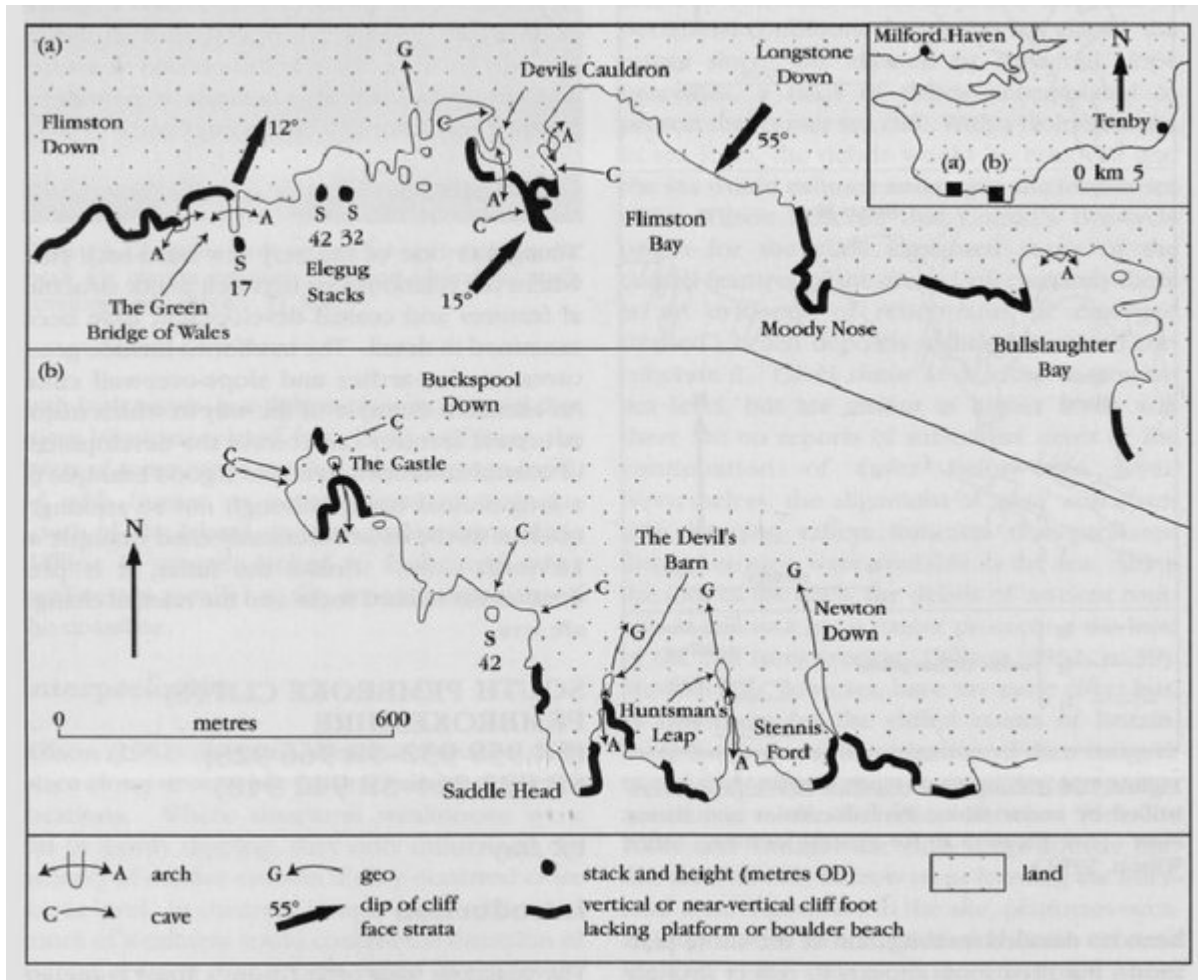 (a)
G
Devils Cauldron
Longstone
Down
Milford Haven
N
Tenby
(a) (b)
0 km 5
Flimston
Down
12°
C
A
55°
C
A
A
A
C
S
42
S
32
S
17
Elegug
Stacks
15°
The Green
Bridge of Wales
Flimston
Bay
Moody Nose
A
Bullslaughter
Bay
(b)
Buckspool
Down
C
C
C
The Castle
A
N
C
C
S
42
The Devil's
Barn
G
G
G
Newton
Down
Huntsman's
Leap
Stennis
Ford
A
A
0 metres 600
Saddle Head
A arch
G geo
stack and height (metres OD)
land
C cave
55° dip of cliff
face strata
vertical or near-vertical cliff foot
lacking platform or boulder beach